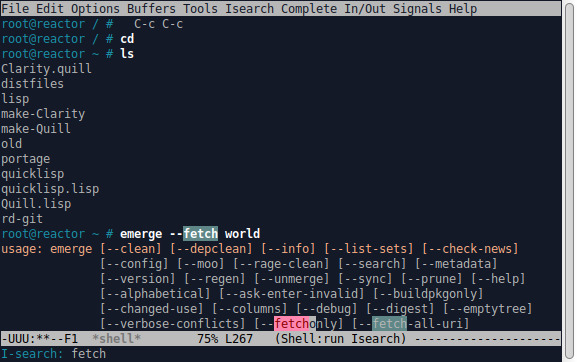 File Edit Options Buffers Tools Isearch Complete In/Out Signals Help
root@reactor / #   C-c C-c
root@reactor / # cd
root@reactor ~ # ls
Clarity.quill
distfiles
lisp
make-Clarity
make-Quill
old
portage
quicklisp
quicklisp.lisp
Quill.lisp
rd-git
root@reactor ~ # emerge --fetch world
usage: emerge [--clean] [--depclean] [--info] [--list-sets] [--check-news]
              [--config] [--moo] [--rage-clean] [--search] [--metadata]
              [--version] [--regen] [--unmerge] [--sync] [--prune] [--help]
              [--alphabetical] [--ask-enter-invalid] [--buildpkgonly]
              [--changed-use] [--columns] [--debug] [--digest] [--emptytree]
              [--verbose-conflicts] [--fetchonly] [--fetch-all-uri]
-UUU:**--F1  *shell*        75% L267   (Shell:run Isearch) ---------------------
I-search: fetch